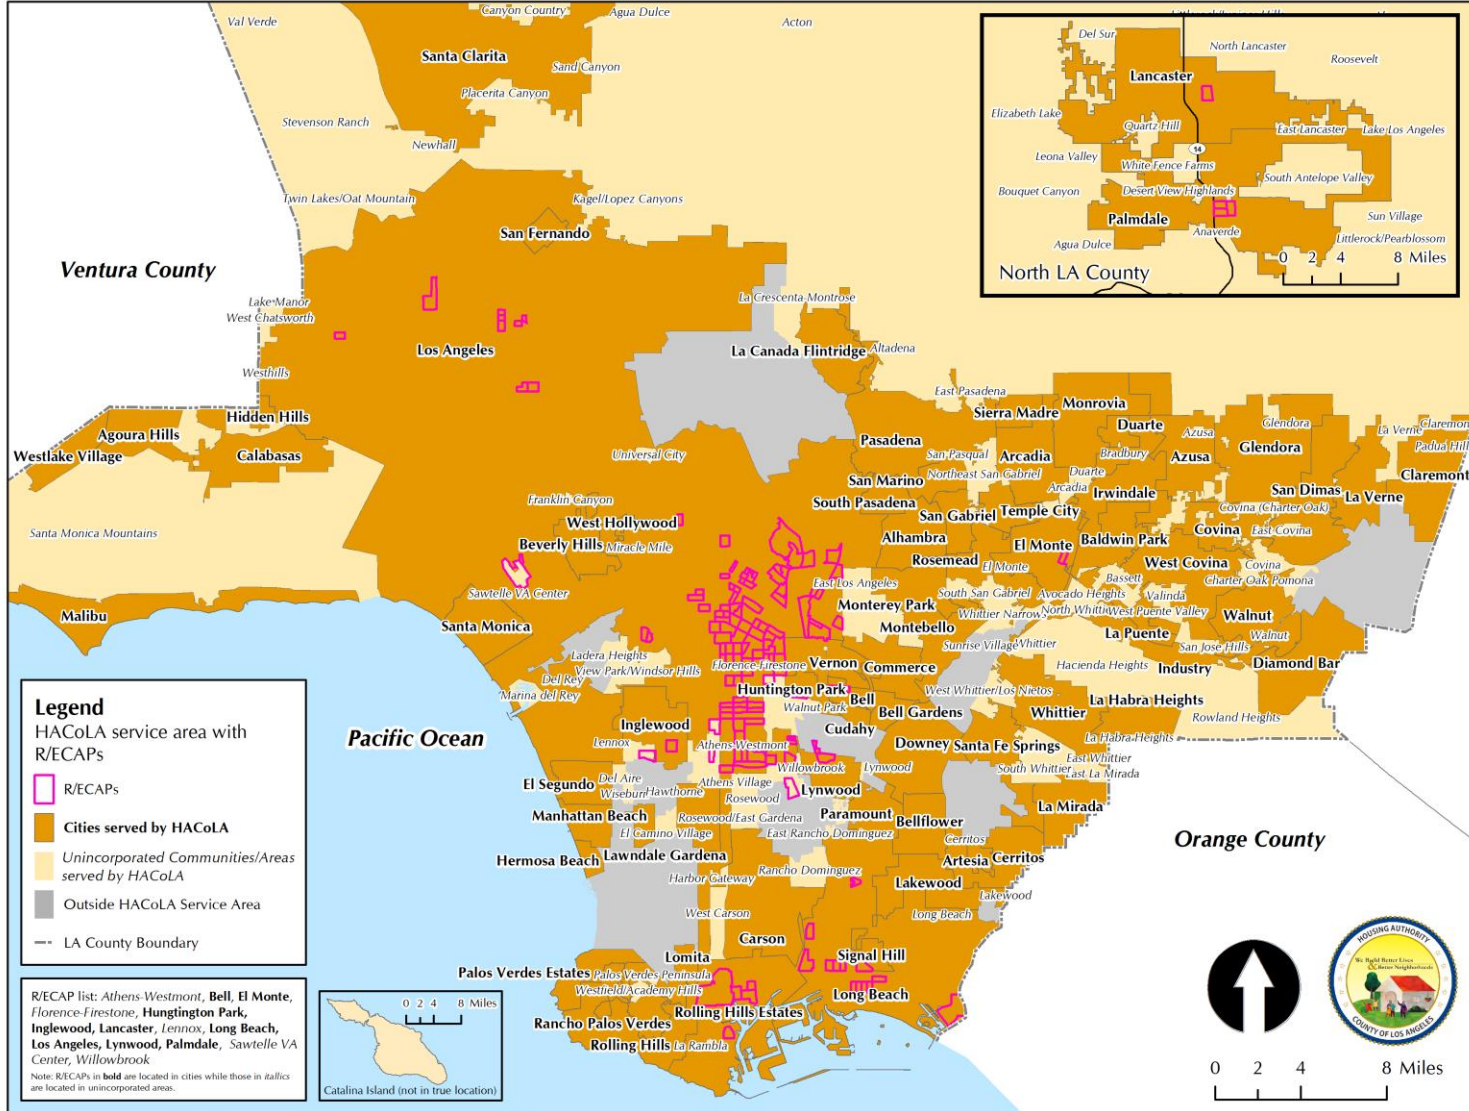 Val Verde
Canyon Country
Agua Dulce
Acton
Santa Clarita
Sand Canyon
Placerita Canyon
Stevenson Ranch
Newhall
Twin Lakes/Oat Mountain
Kagel/Lopez Canyons
San Fernando
Ventura County
Lake Manor
West Chatsworth
La Crescenta-Montrose
Los Angeles
La Canada Flintridge
Altadena
Westhills
East Pasadena
Sierra Madre
Monrovia
Hidden Hills
Duarte
Agoura Hills
Azusa
Glendora
La Verne
Claremont
Pasadena
Padua Hill
Westlake Village
Calabasas
Universal City
San Pasqual
Arcadia
Bradbury
Azusa
Glendora
Northeast San Gabriel
Duarte
Claremont
San Marino
Arcadia
Irwindale
San Dimas
La Verne
Franklin Canyon
South Pasadena
San Gabriel
Temple City
Covina (Charter Oak)
Santa Monica Mountains
West Hollywood
Covina
East Covina
Beverly Hills
Miracle Mile
Alhambra
El Monte
Baldwin Park
Rosemead
El Monte
West Covina
Covina
Bassett
Charter Oak
Pomona
East Los Angeles
Sawtelle VA Center
South San Gabriel
Avocado Heights
Valinda
Malibu
Monterey Park
Whittier Narrows
North Whittier
West Puente Valley
Walnut
Santa Monica
Montebello
La Puente
Walnut
Sunrise Village
Whittier
San Jose Hills
Ladera Heights
View Park/Windsor Hills
Florence-Firestone
Vernon
Commerce
Hacienda Heights
Industry
Diamond Bar
Del Rey
Marina del Rey
Huntington Park
Bell
West Whittier/Los Nietos
La Habra Heights
Walnut Park
Bell Gardens
Whittier
Rowland Heights
Inglewood
Cudahy
Pacific Ocean
Lennox
Athens-Westmont
Downey
Santa Fe Springs
La Habra Heights
East Whittier
Willowbrook
Lynwood
South Whittier
East La Mirada
El Segundo
Del Aire
Wiseburn
Hawthorne
Athens Village
Rosewood
Lynwood
La Mirada
Manhattan Beach
Rosewood/East Gardena
Paramount
Bellflower
El Camino Village
East Rancho Dominguez
Cerritos
Orange County
Hermosa Beach
Lawndale
Gardena
Artesia
Cerritos
Harbor Gateway
Rancho Dominguez
Lakewood
Lakewood
West Carson
Long Beach
Carson
Lomita
Signal Hill
Palos Verdes Estates
Palos Verdes Peninsula
Westfield/Academy Hills
Long Beach
Rolling Hills Estates
Rancho Palos Verdes
Rolling Hills
La Rambla
Del Sur
North Lancaster
Roosevelt
Lancaster
Elizabeth Lake
Quartz Hill
East Lancaster
Lake Los Angeles
14
Leona Valley
White Fence Farms
South Antelope Valley
Bouquet Canyon
Desert View Highlands
Palmdale
Sun Village
Anaverde
Agua Dulce
Littlerock/Pearblossom
North LA County
0 2 4 8 Miles
Legend
HACoLA service area with
R/ECAPs
R/ECAPs
Cities served by HACoLA
Unincorporated Communities/Areas
served by HACoLA
Outside HACoLA Service Area
LA County Boundary
R/ECAP list: Athens-Westmont, Bell, El Monte,
Florence-Firestone, Hungtington Park,
Inglewood, Lancaster, Lennox, Long Beach,
Los Angeles, Lynwood, Palmdale, Sawtelle VA
Center, Willowbrook
Note: R/ECAPs in bold are located in cities while those in itallics
are located in unincorporated areas.
0 2 4 8 Miles
Catalina Island (not in true location)
HOUSING AUTHORITY
We Build Better Lives
& Better Neighborhoods
COUNTY OF LOS ANGELES
0 2 4 8 Miles